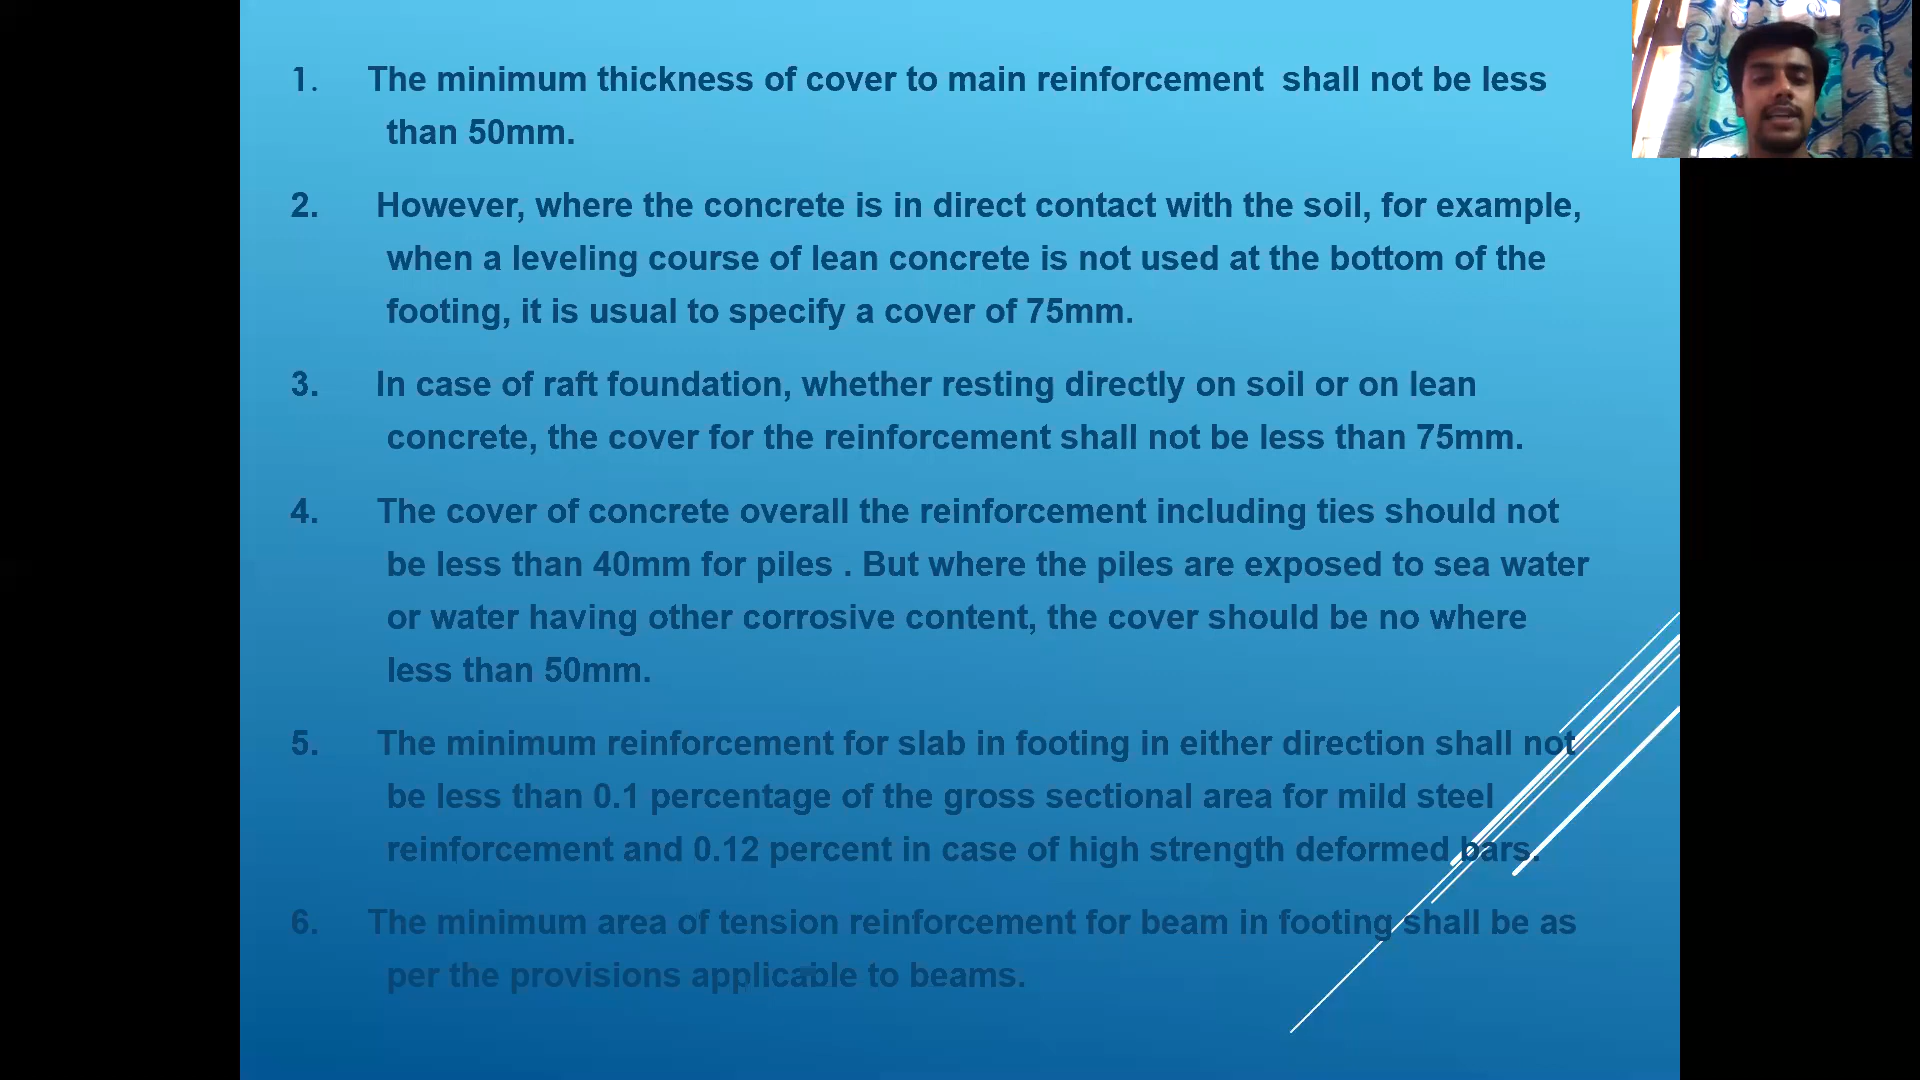 1. The minimum thickness of cover to main reinforcement shall not be less
than 50mm.
2. However, where the concrete is in direct contact with the soil, for example,
when a leveling course of lean concrete is not used at the bottom of the
footing, it is usual to specify a cover of 75mm.
3. In case of raft foundation, whether resting directly on soil or on lean
concrete, the cover for the reinforcement shall not be less than 75mm.
4. The cover of concrete overall the reinforcement including ties should not
be less than 40mm for piles . But where the piles are exposed to sea water
or water having other corrosive content, the cover should be no where
less than 50mm.
5. The minimum reinforcement for slab in footing in either direction shall not
be less than 0.1 percentage of the gross sectional area for mild steel
reinforcement and 0.12 percent in case of high strength deformed bars.
6. The minimum area of tension reinforcement for beam in footing shall be as
per the provisions applicable to beams.